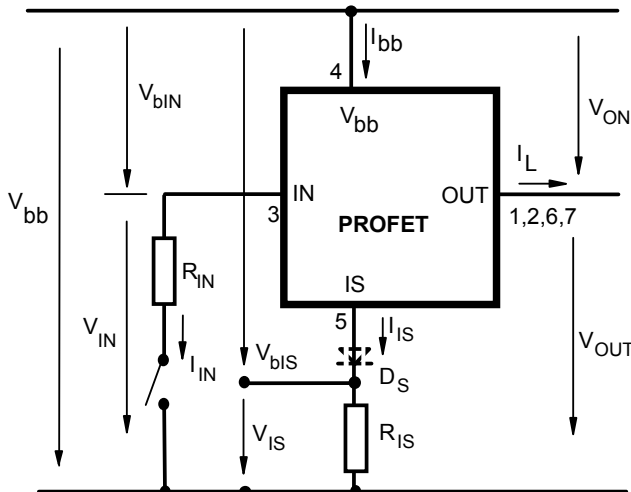 I_bb
4
V_bb
V_bIN
V_ON
I_L
IN
OUT
3
PROFET
1,2,6,7
V_bb
R_IN
IS
5
I_IS
V_IN
I_IN
V_bIS
D_S
V_OUT
V_IS
R_IS